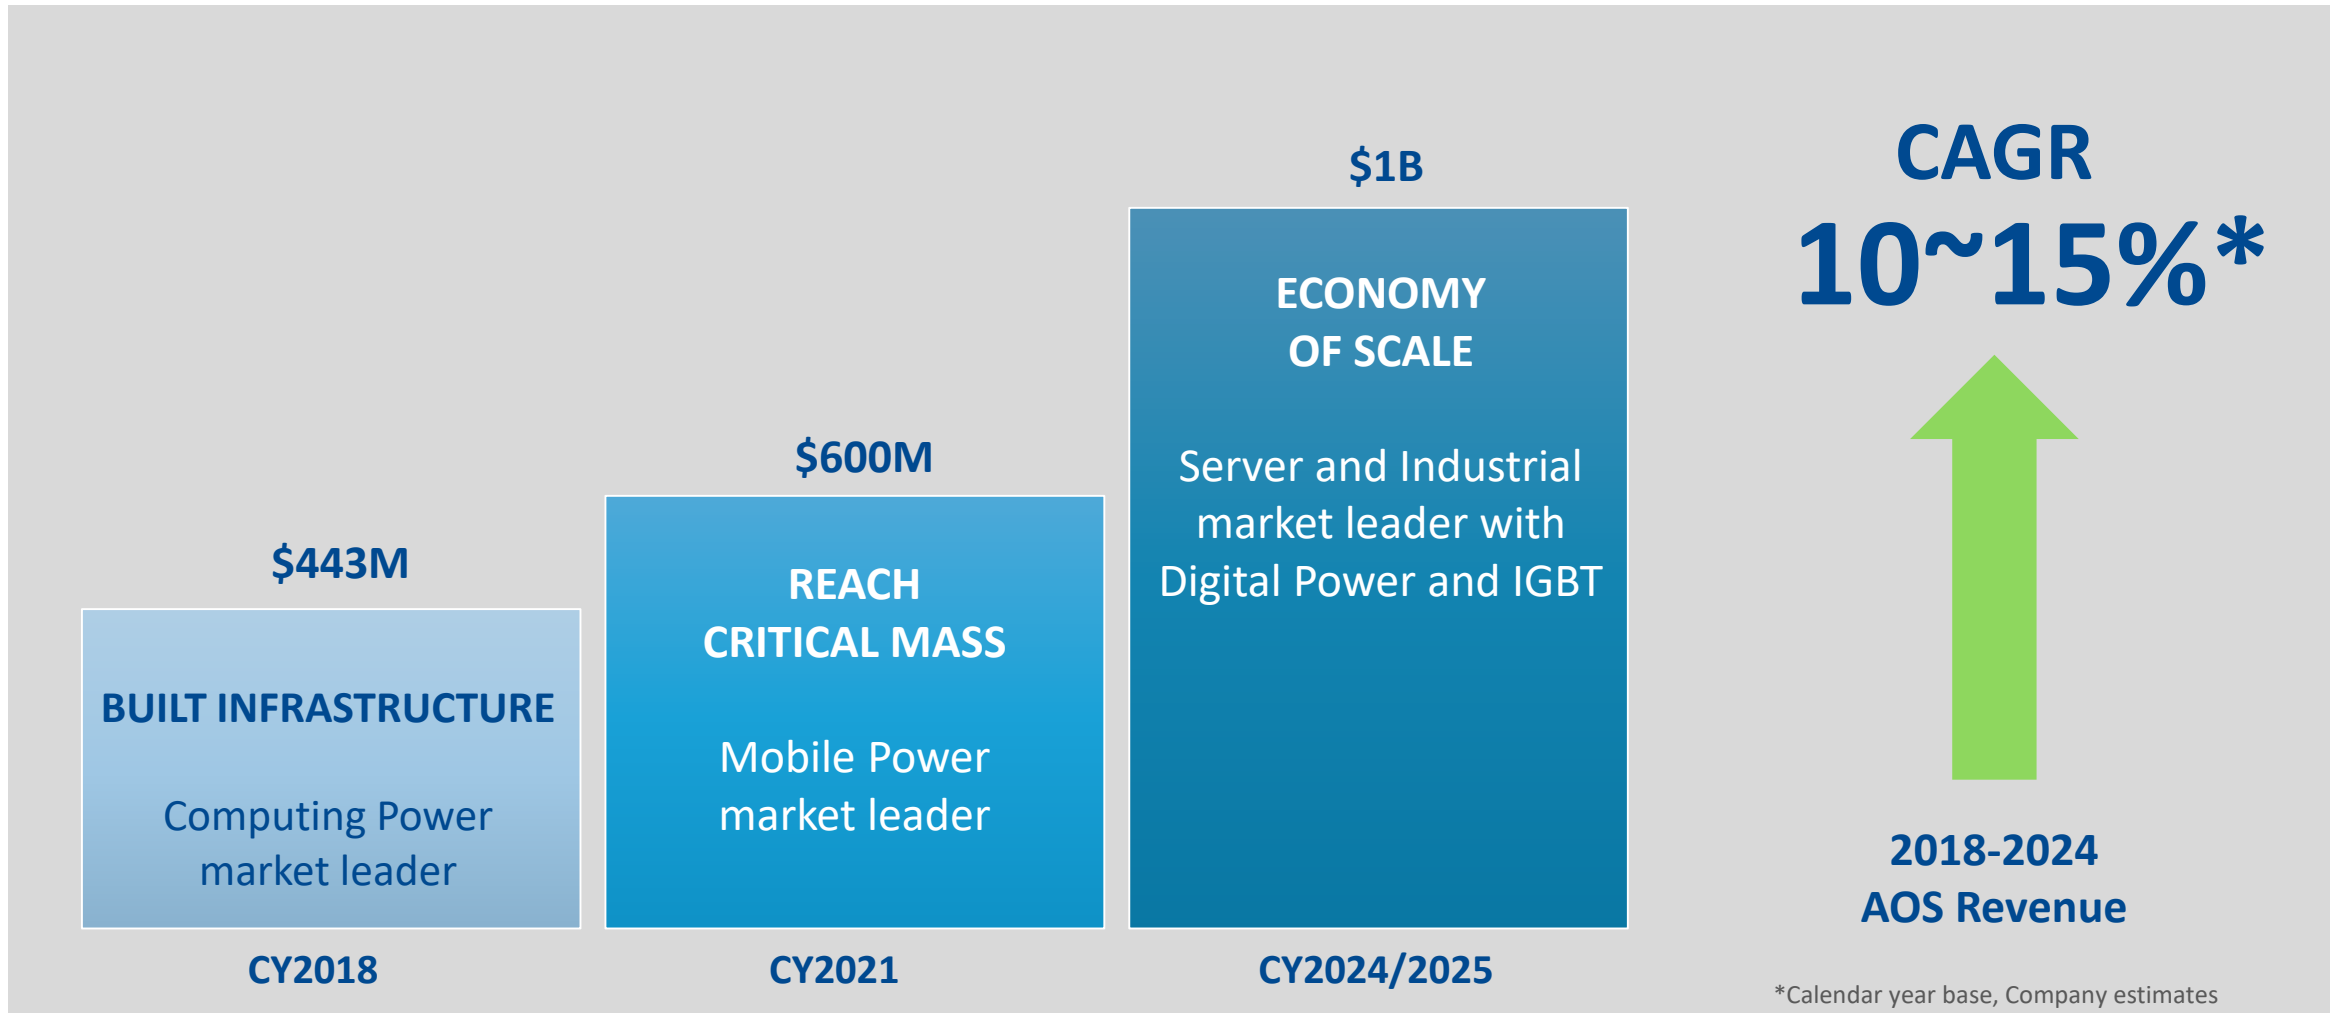 $443M
BUILT INFRASTRUCTURE
Computing Power
market leader
CY2018
$600M
REACH
CRITICAL MASS
Mobile Power
market leader
CY2021
$1B
ECONOMY
OF SCALE
Server and Industrial
market leader with
Digital Power and IGBT
CY2024/2025
CAGR
10~15%*
2018-2024
AOS Revenue
*Calendar year base, Company estimates